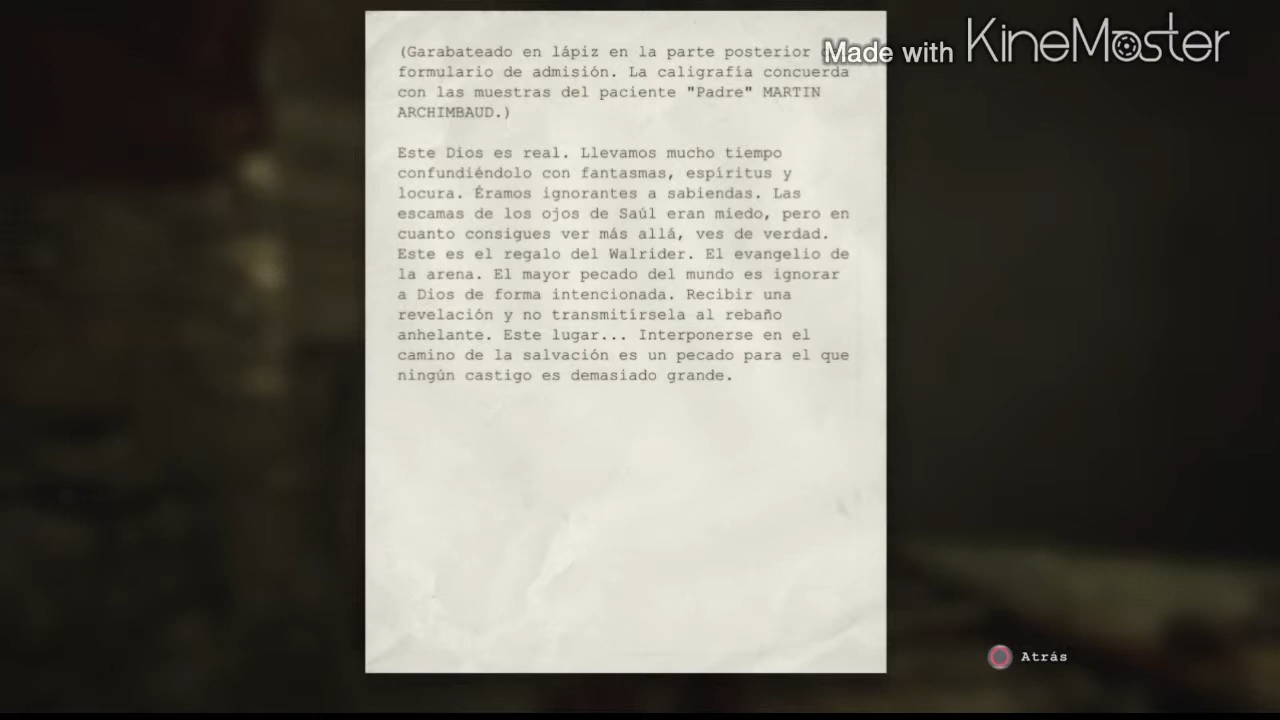 (Garabateado en lápiz en la parte posterior
formulario de admisión. La caligrafía concuerda
con las muestras del paciente "Padre" MARTIN
ARCHIMBAUD.)
Este Dios es real. Llevamos mucho tiempo
confundiéndolo con fantasmas, espíritus y
locura. Éramos ignorantes a sabiendas. Las
escamas de los ojos de Saúl eran miedo, pero en
cuanto consigues ver más allá, ves de verdad.
Este es el regalo del Walrider. El evangelio de
la arena. El mayor pecado del mundo es ignorar
a Dios de forma intencionada. Recibir una
revelación y no transmitírsela al rebaño
anhelante. Este lugar... Interponerse en el
camino de la salvación es un pecado para el que
ningún castigo es demasiado grande.
Made with KineMaster
Atrás